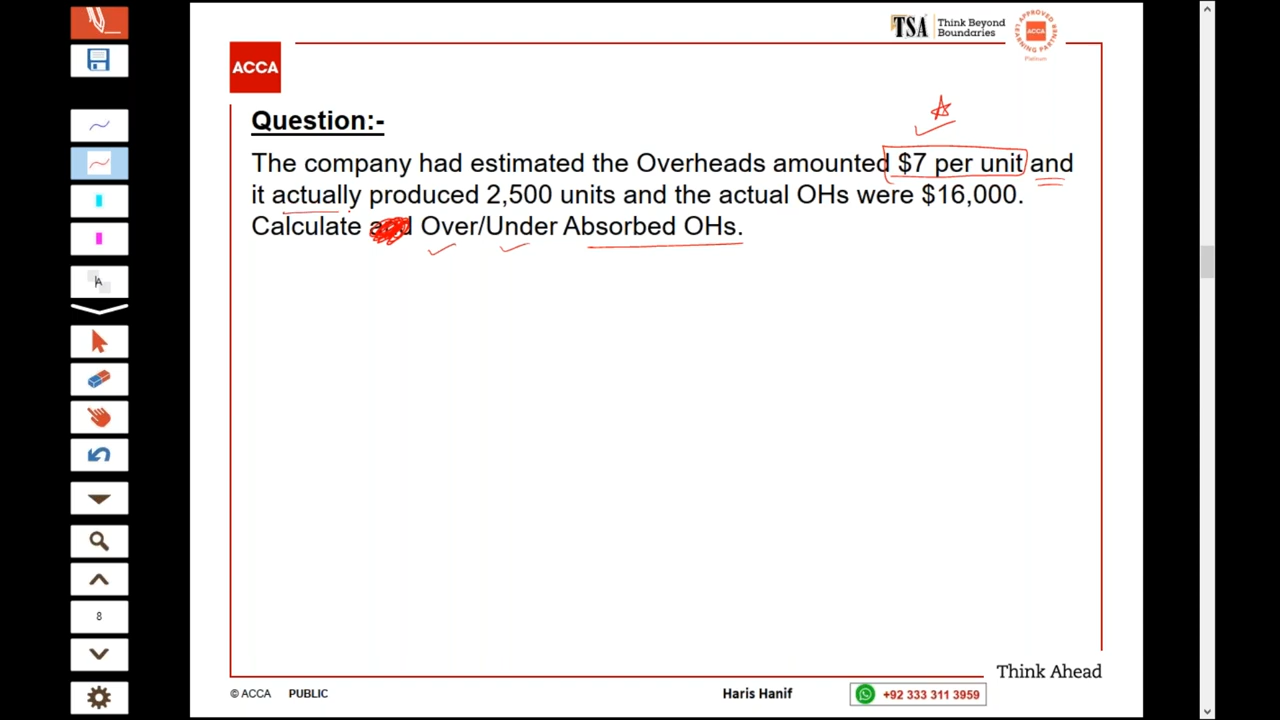 TSA
Think Beyond
Boundaries
APPROVED
ACCA
LEARNING PARTNER
Platinum
ACCA
Question:-
The company had estimated the Overheads amounted $7 per unit and
it actually produced 2,500 units and the actual OHs were $16,000.
Calculate Over/Under Absorbed OHs.
A
8
Think Ahead
© ACCA PUBLIC
Haris Hanif
+92 333 311 3959